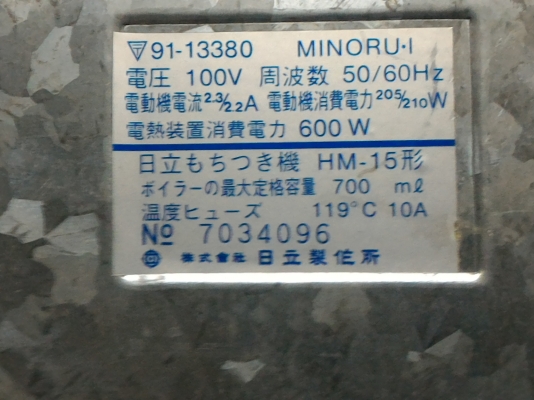 ▽91-13380 MINORU・I
電圧 100V 周波数 50/60Hz
電動機電流2.3/2.2A 電動機消費電力205/210W
電熱装置消費電力 600W
日立もちつき機 HM-15形
ボイラーの最大定格容量 700 mℓ
温度ヒューズ 119°C 10A
№ 7034096
株式會社 日立製作所